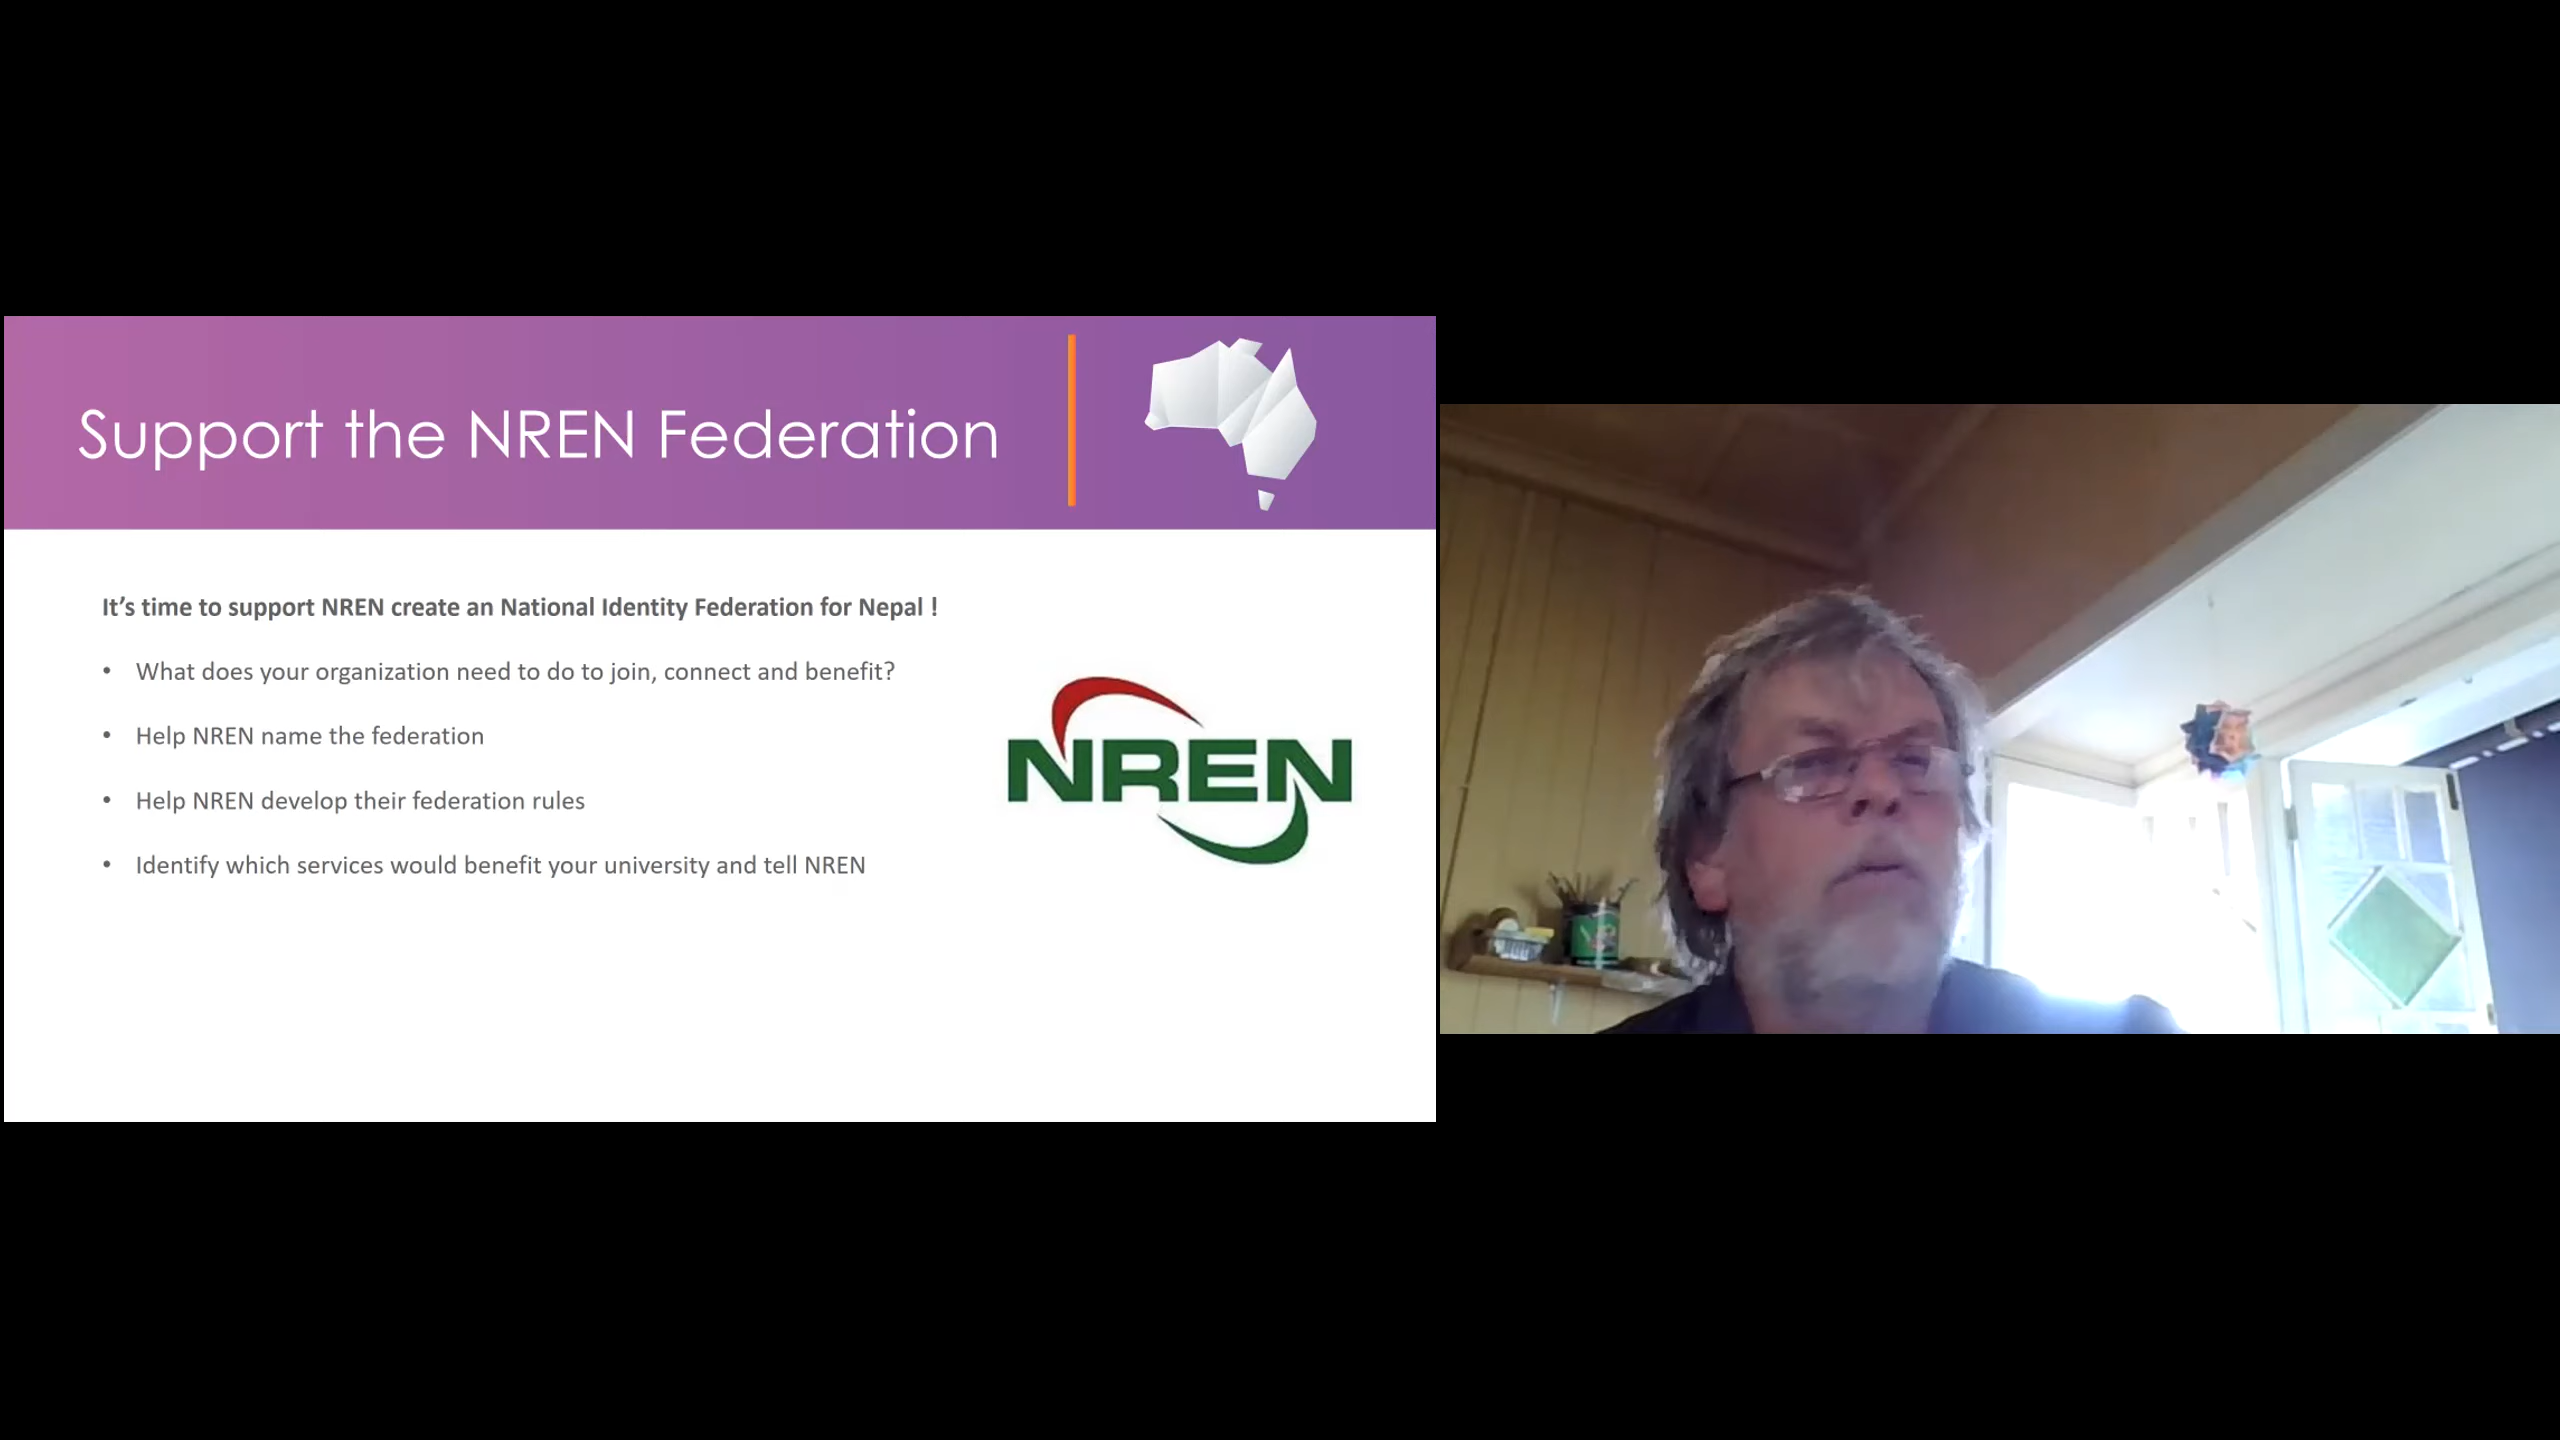 Support the NREN Federation
It’s time to support NREN create an National Identity Federation for Nepal !
• What does your organization need to do to join, connect and benefit?
• Help NREN name the federation
• Help NREN develop their federation rules
• Identify which services would benefit your university and tell NREN
NREN